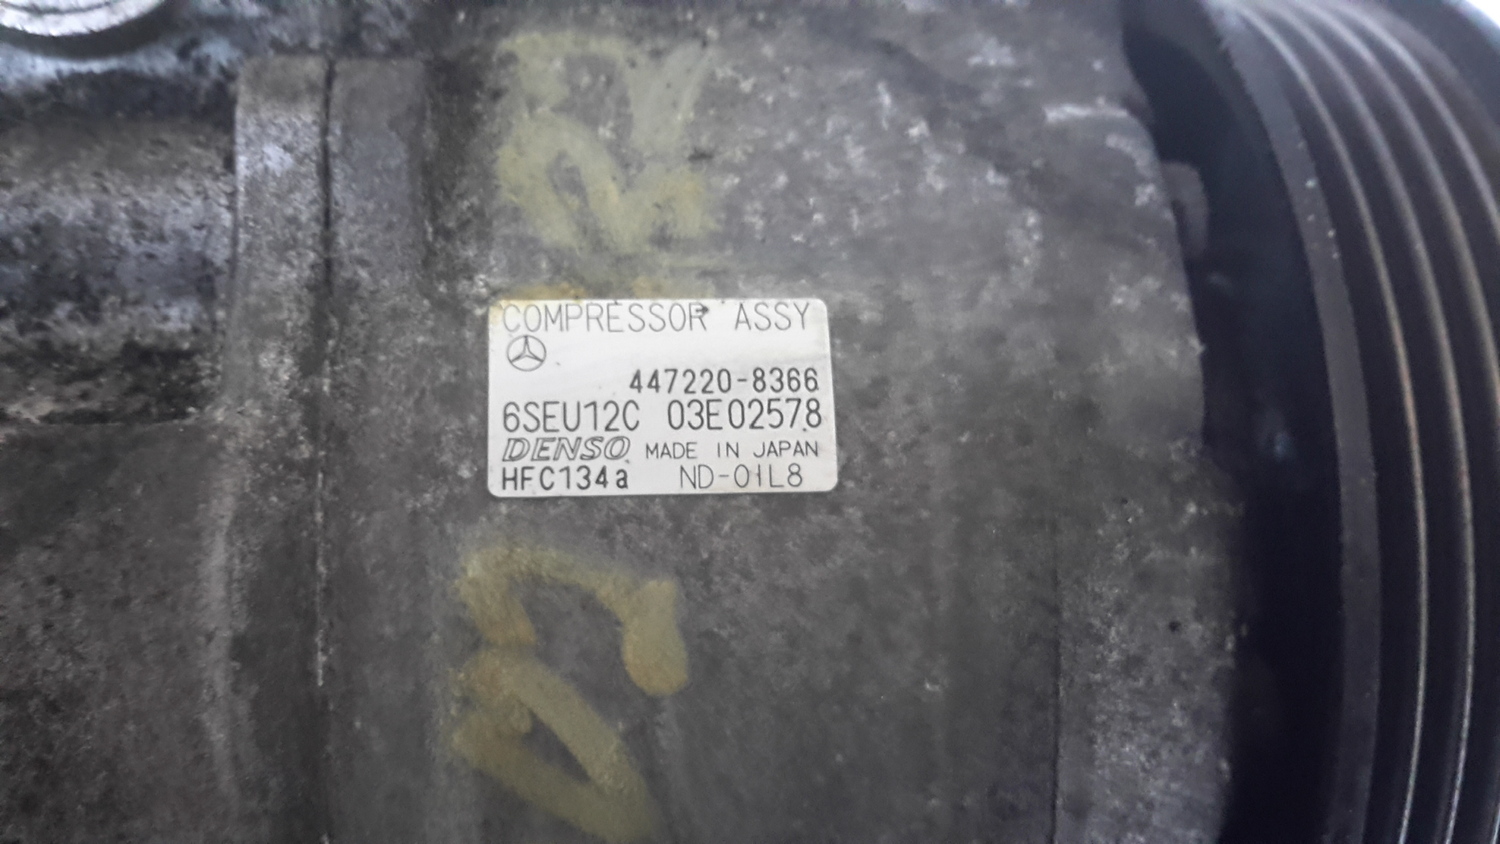 COMPRESSOR ASSY
447220-8366
6SEU12C 03E02578
DENSO MADE IN JAPAN
HFC134a ND-OIL8